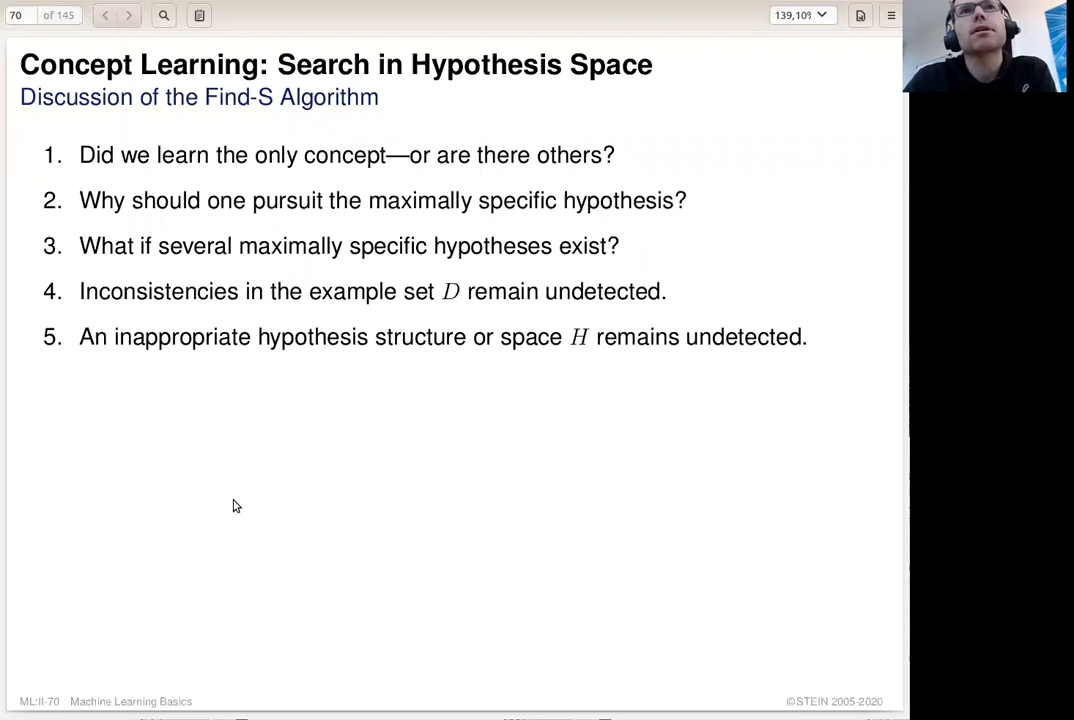 70 of 145
139,10%
Concept Learning: Search in Hypothesis Space
Discussion of the Find-S Algorithm
1. Did we learn the only concept—or are there others?
2. Why should one pursuit the maximally specific hypothesis?
3. What if several maximally specific hypotheses exist?
4. Inconsistencies in the example set D remain undetected.
5. An inappropriate hypothesis structure or space H remains undetected.
ML:II-70 Machine Learning Basics
©STEIN 2005-2020